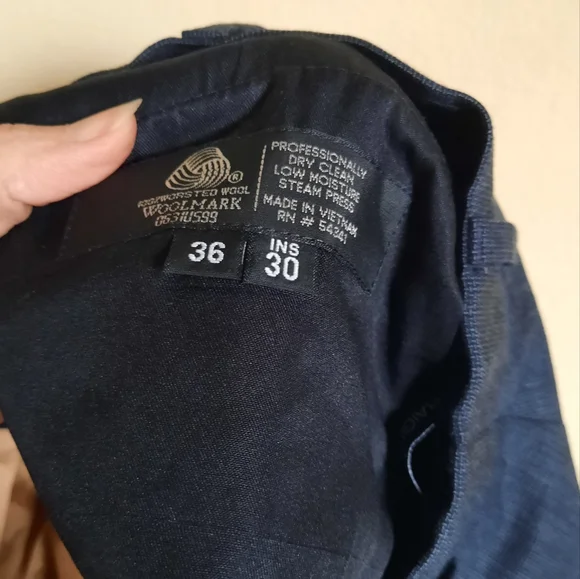 ®
100% WORSTED WOOL
WOOLMARK
0631U599
PROFESSIONALLY
DRY CLEAN
LOW MOISTURE
STEAM PRESS
MADE IN VIETNAM
RN # 54341
36
INS
30